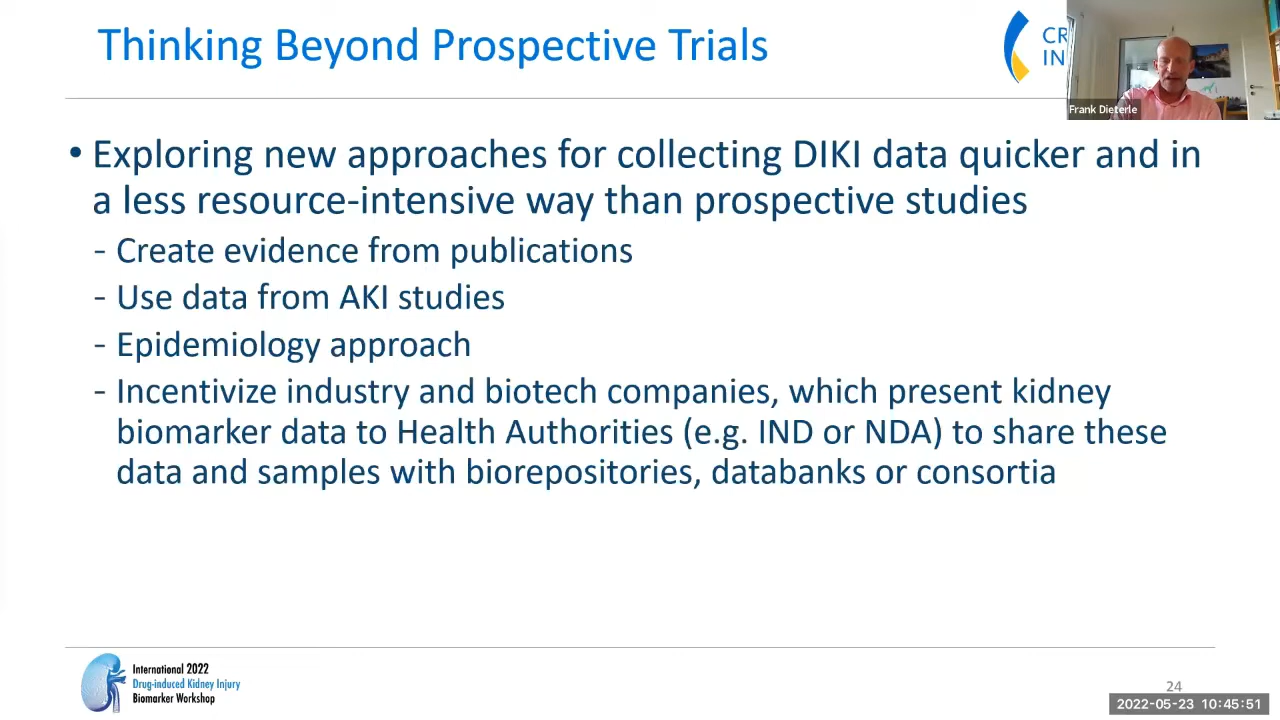 Thinking Beyond Prospective Trials
CR
IN
Frank Dieterle
• Exploring new approaches for collecting DIKI data quicker and in
a less resource-intensive way than prospective studies
- Create evidence from publications
- Use data from AKI studies
- Epidemiology approach
- Incentivize industry and biotech companies, which present kidney
biomarker data to Health Authorities (e.g. IND or NDA) to share these
data and samples with biorepositories, databanks or consortia
International 2022
Drug-induced Kidney Injury
Biomarker Workshop
24
2022-05-23 10:45:51